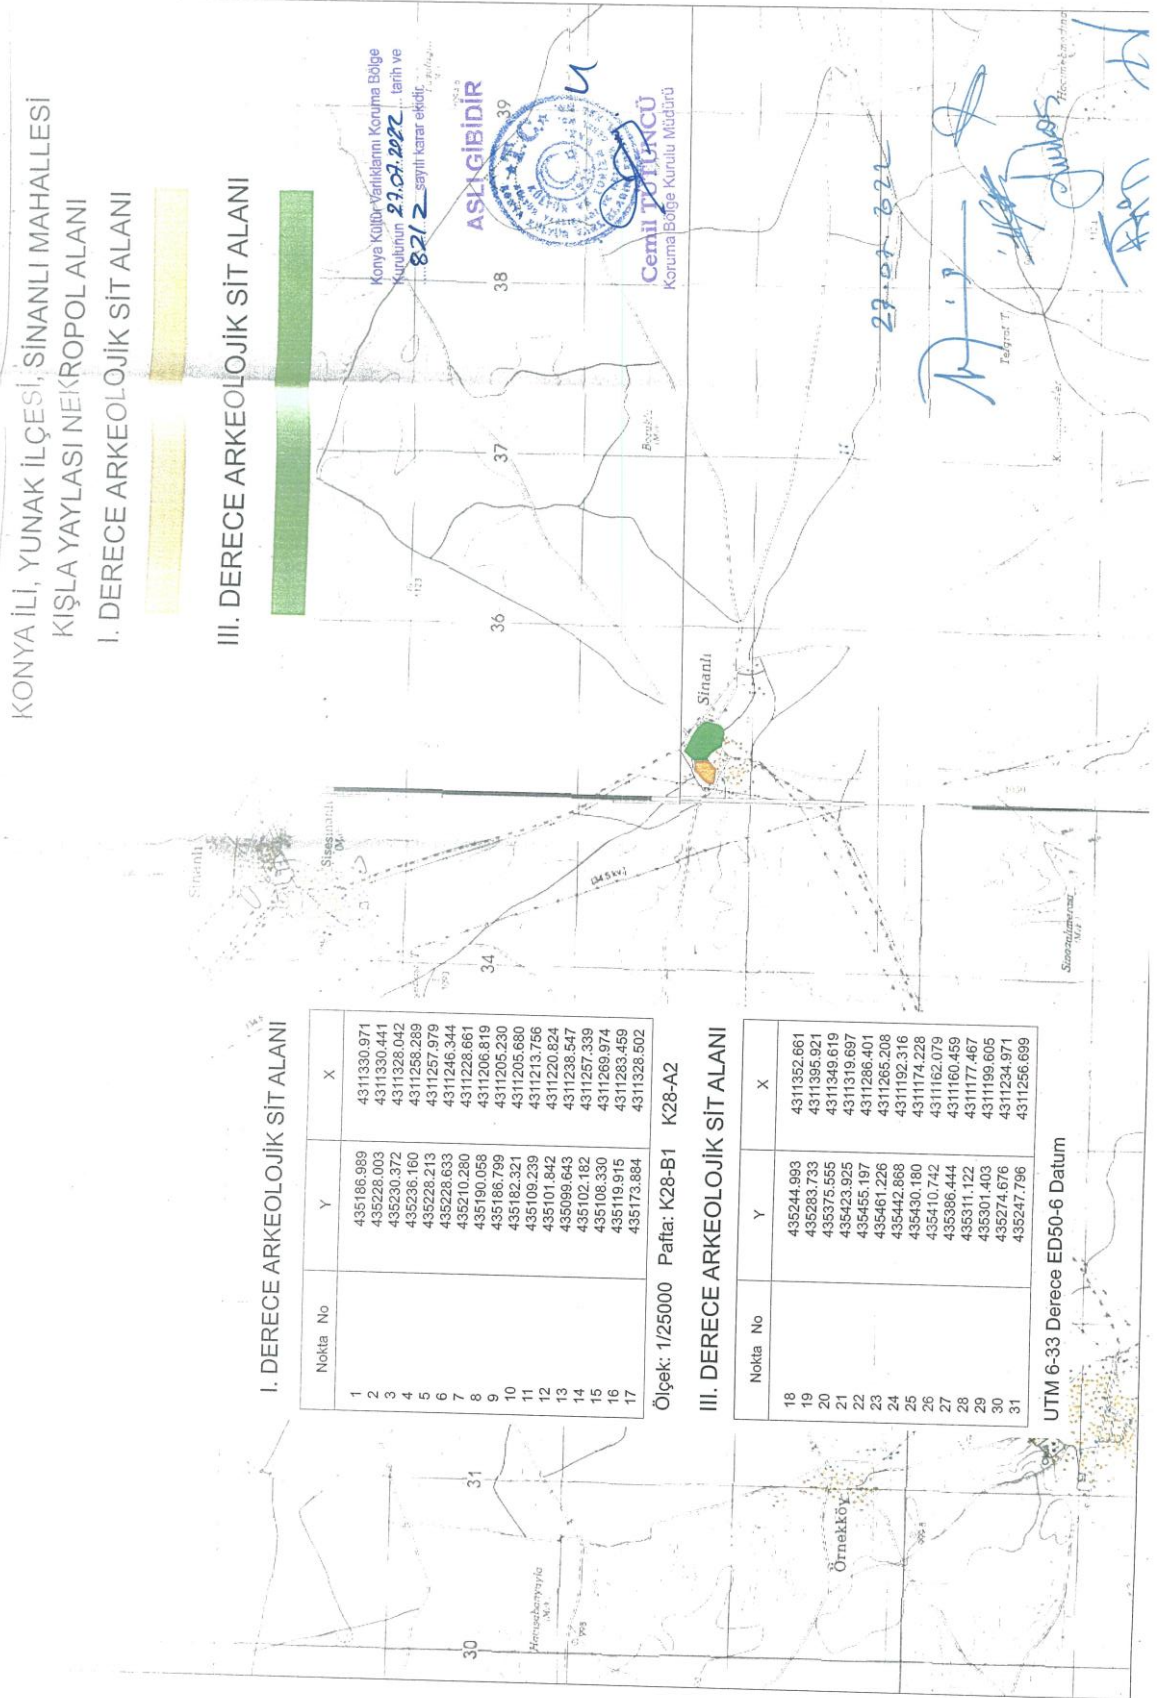 KONYA İLİ, YUNAK İLÇESİ, SİNANLI MAHALLESİ
KIŞLA YAYLASI NEKROPOL ALANI
I. DERECE ARKEOLOJİK SİT ALANI
III. DERECE ARKEOLOJİK SİT ALANI
Konya Kültür Varlıklarını Koruma Bölge
Kurulunun 27.07.2022 tarih ve
8212 sayılı karar ekidir.
ASLI GİBİDİR
T.C.
Cemil TÜTÜNCÜ
Koruma Bölge Kurulu Müdürü
I. DERECE ARKEOLOJİK SİT ALANI
Nokta No Y X
1 435186.989 4311330.971
2 435228.003 4311330.441
3 435230.372 4311328.042
4 435236.160 4311258.289
5 435228.213 4311257.979
6 435228.633 4311246.344
7 435210.280 4311228.661
8 435190.058 4311206.819
9 435186.799 4311205.230
10 435182.321 4311205.680
11 435109.239 4311213.756
12 435101.842 4311220.824
13 435099.643 4311238.547
14 435102.182 4311257.339
15 435108.330 4311269.974
16 435119.915 4311283.459
17 435173.884 4311328.502
Ölçek: 1/25000 Pafta: K28-B1 K28-A2
III. DERECE ARKEOLOJİK SİT ALANI
Nokta No Y X
18 435244.993 4311352.661
19 435283.733 4311395.921
20 435375.555 4311349.619
21 435423.925 4311319.697
22 435455.197 4311286.401
23 435461.226 4311265.208
24 435442.868 4311192.316
25 435430.180 4311174.228
26 435410.742 4311162.079
27 435386.444 4311160.459
28 435311.122 4311177.467
29 435301.403 4311199.605
30 435274.676 4311234.971
31 435247.796 4311256.699
UTM 6-33 Derece ED50-6 Datum
Sinanlı
Sinanlı
Örnekköy
Telgraf T.
30
31
34
36
37
38
39